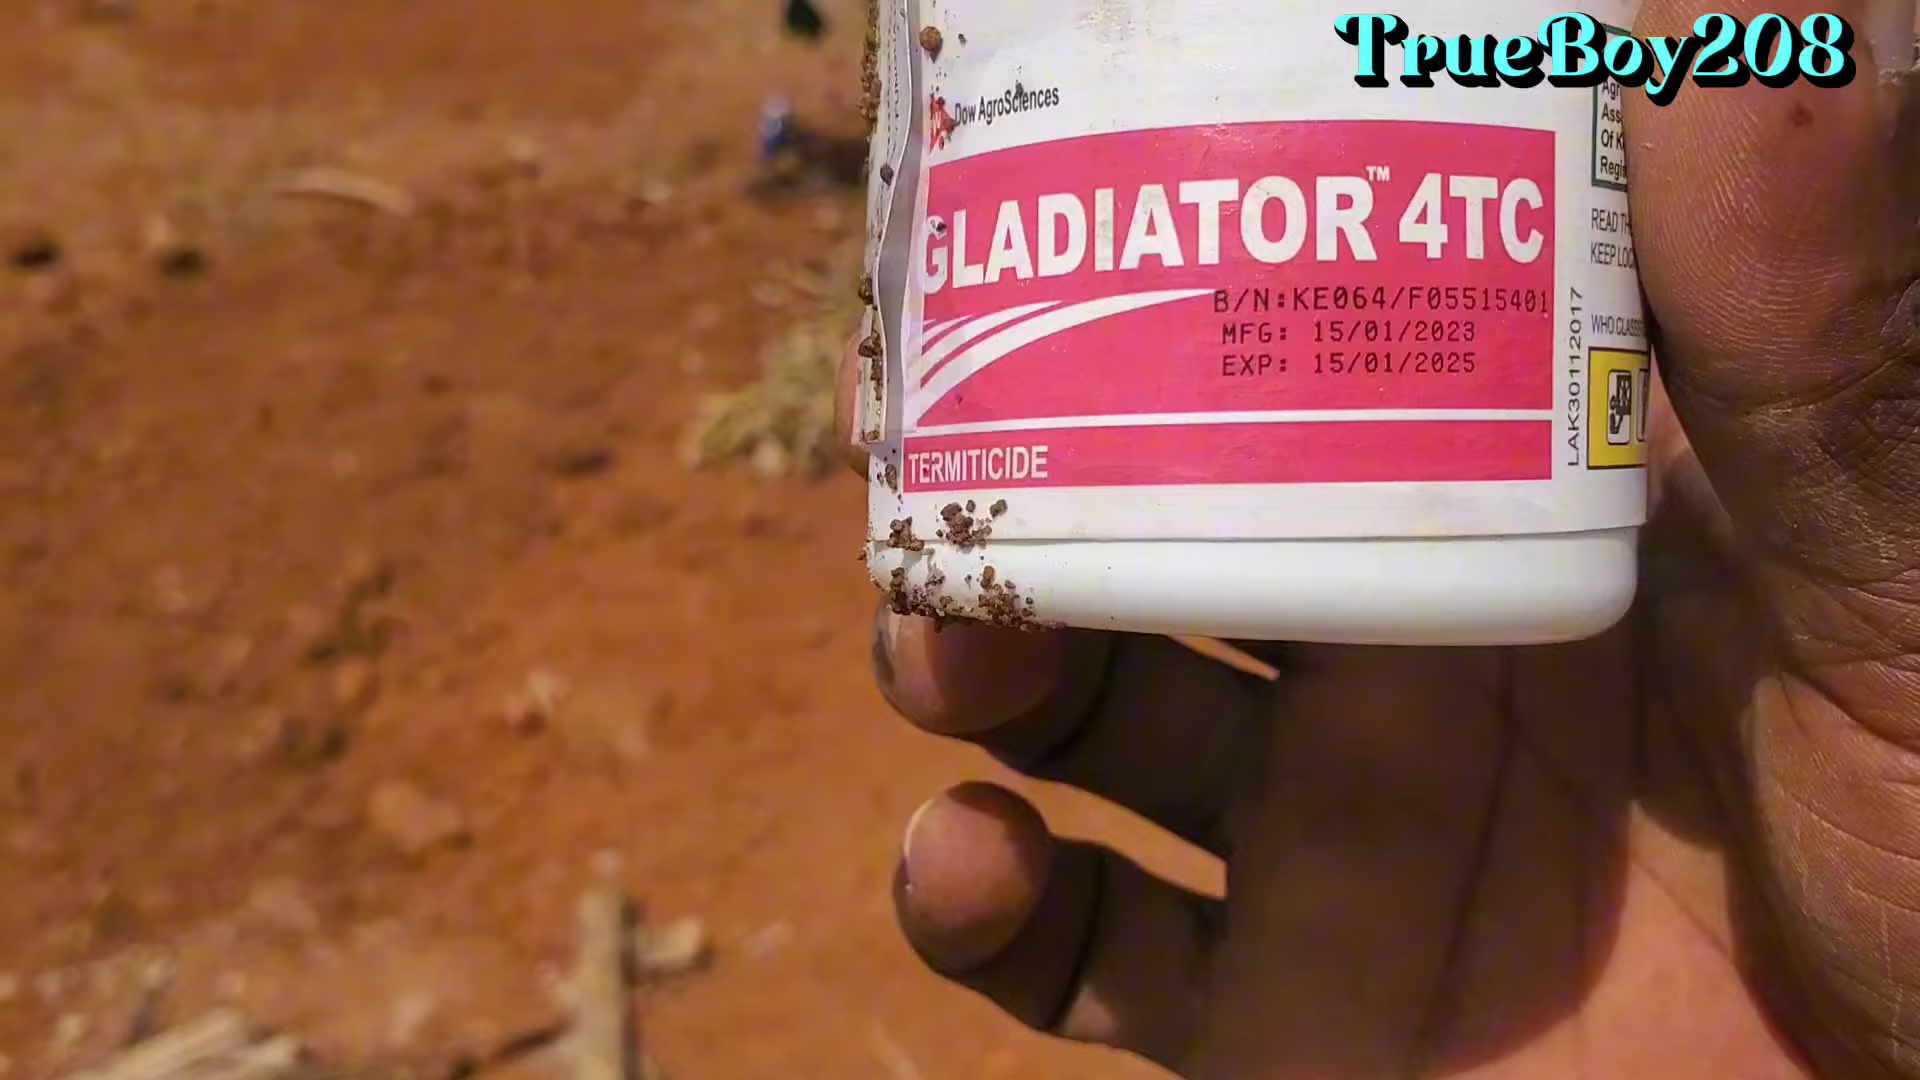 TrueBoy208
Dow AgroSciences
GLADIATOR™ 4TC
B/N:KE064/F05515401
MFG: 15/01/2023
EXP: 15/01/2025
TERMITICIDE
LAK30112017
Of
READ
KEEP
WHO